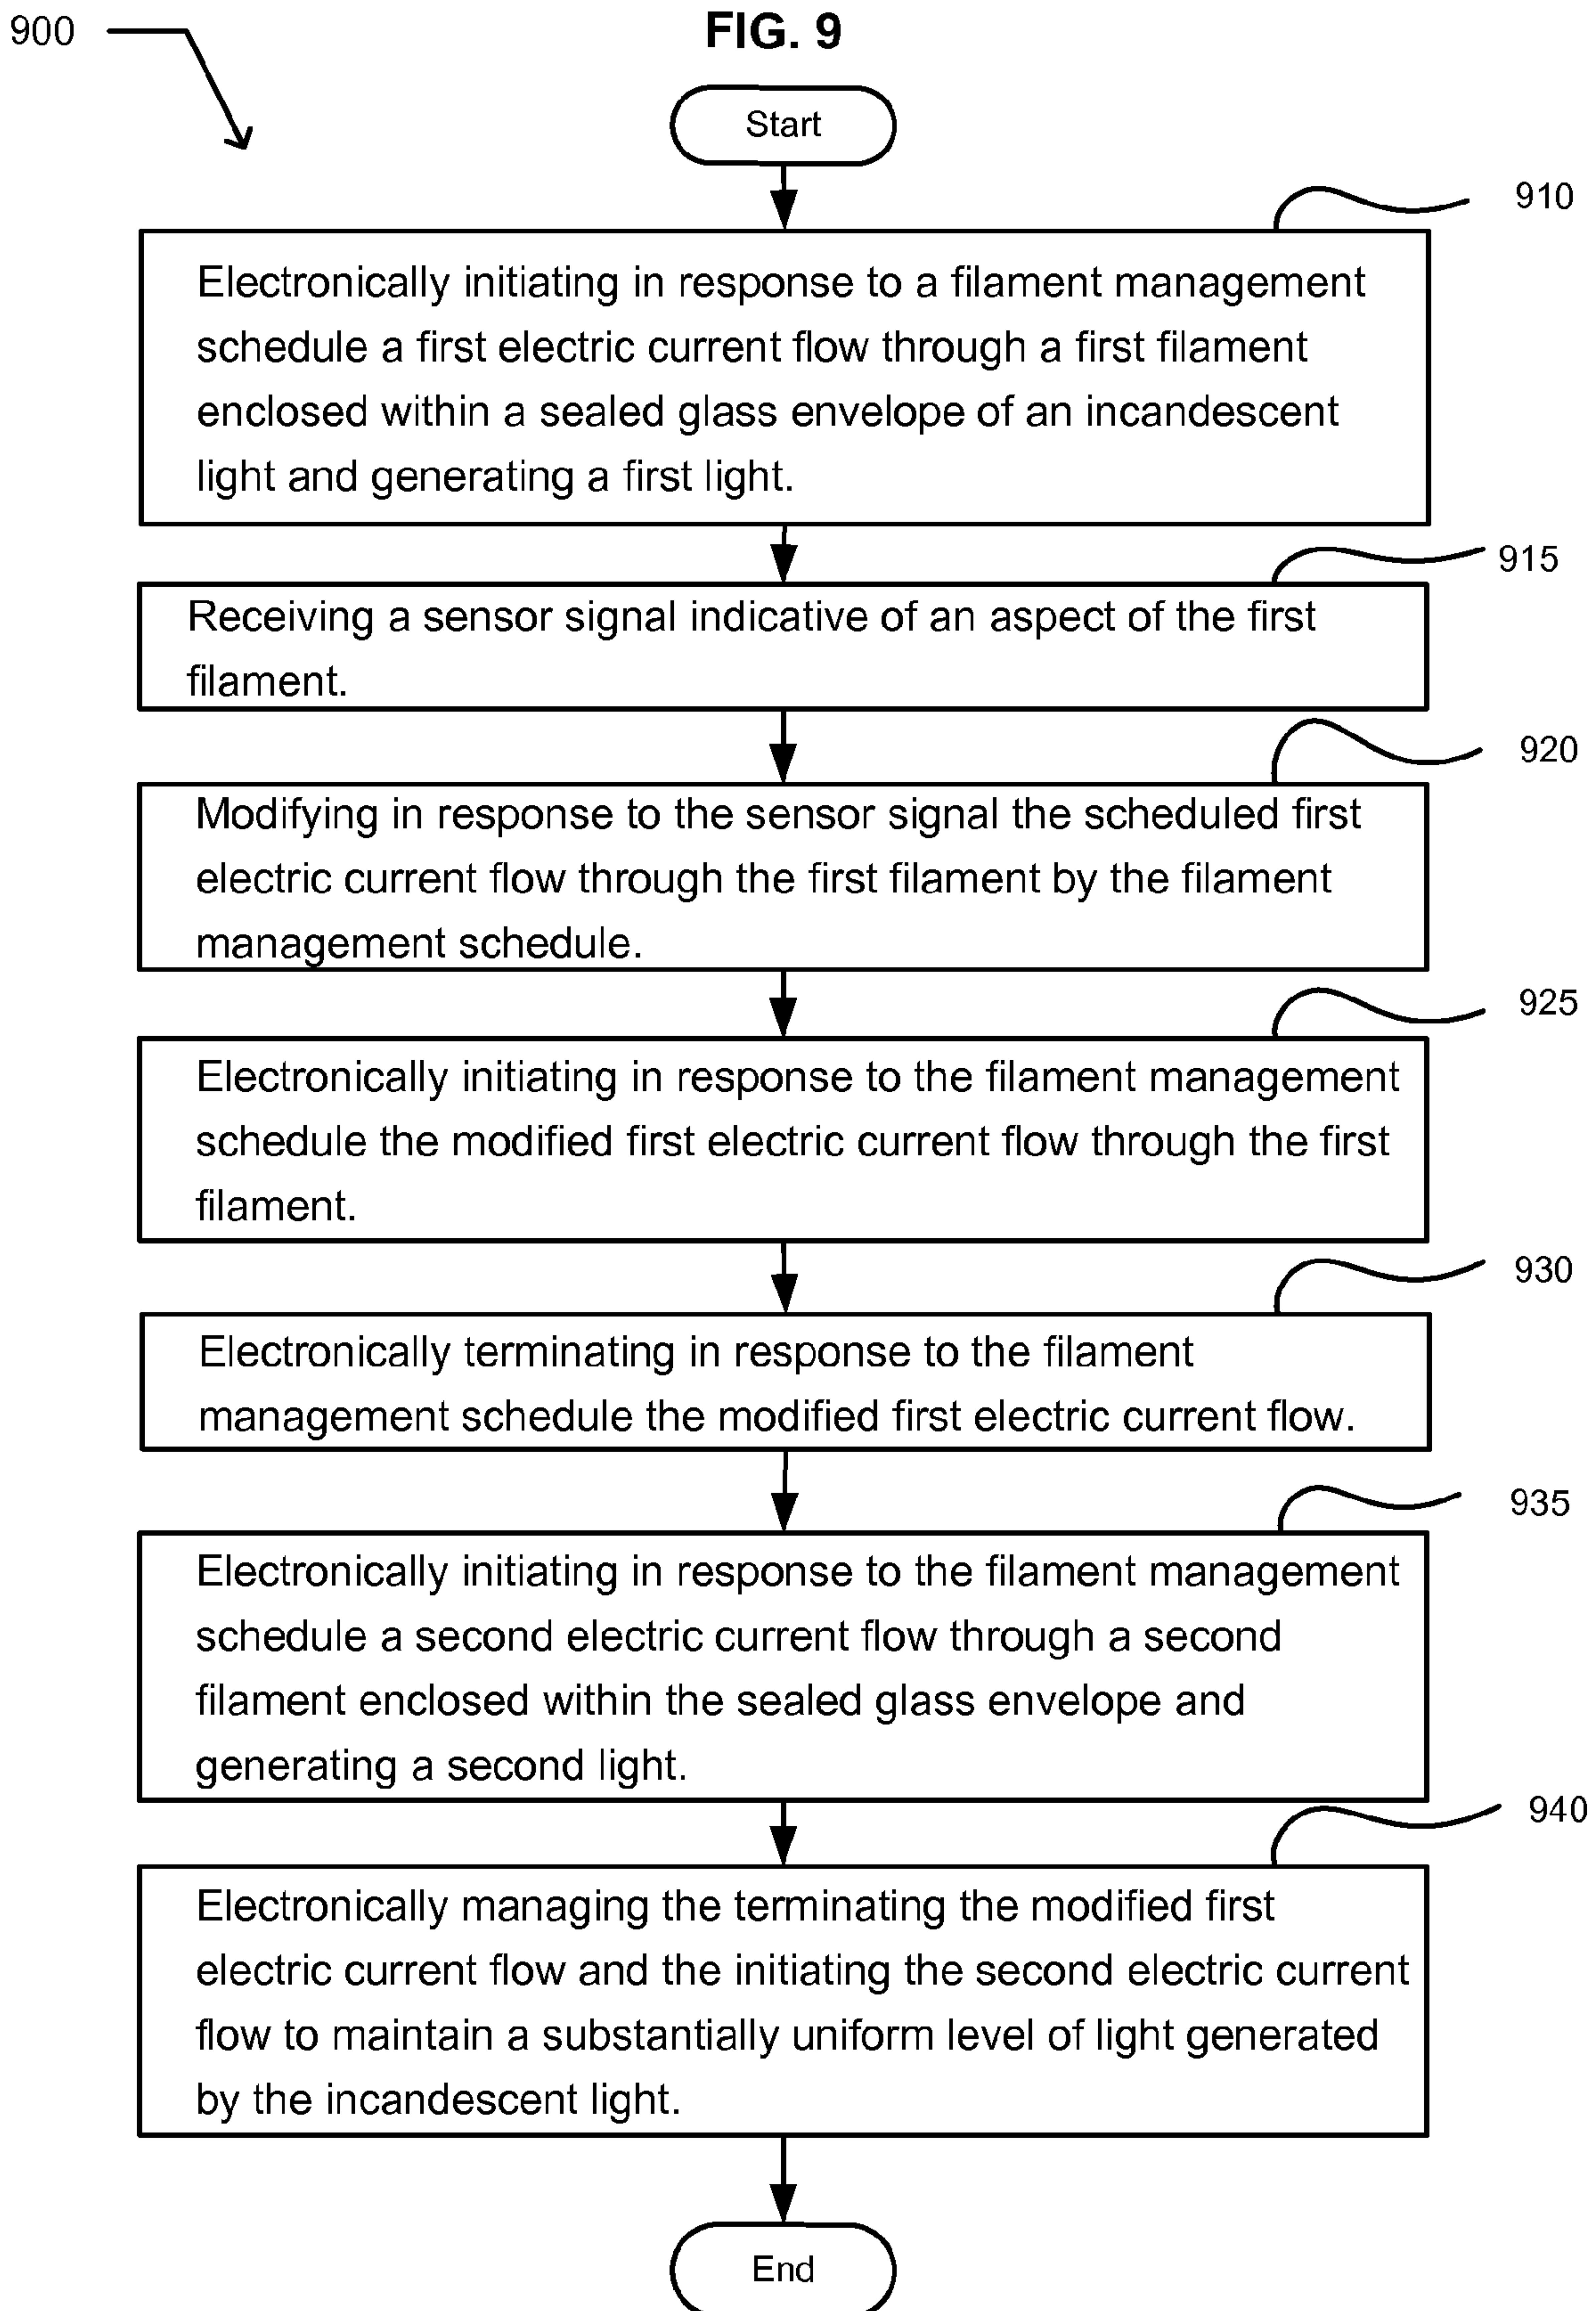 900
FIG. 9
Start
910
Electronically initiating in response to a filament management
schedule a first electric current flow through a first filament
enclosed within a sealed glass envelope of an incandescent
light and generating a first light.
915
Receiving a sensor signal indicative of an aspect of the first
filament.
920
Modifying in response to the sensor signal the scheduled first
electric current flow through the first filament by the filament
management schedule.
925
Electronically initiating in response to the filament management
schedule the modified first electric current flow through the first
filament.
930
Electronically terminating in response to the filament
management schedule the modified first electric current flow.
935
Electronically initiating in response to the filament management
schedule a second electric current flow through a second
filament enclosed within the sealed glass envelope and
generating a second light.
940
Electronically managing the terminating the modified first
electric current flow and the initiating the second electric current
flow to maintain a substantially uniform level of light generated
by the incandescent light.
End